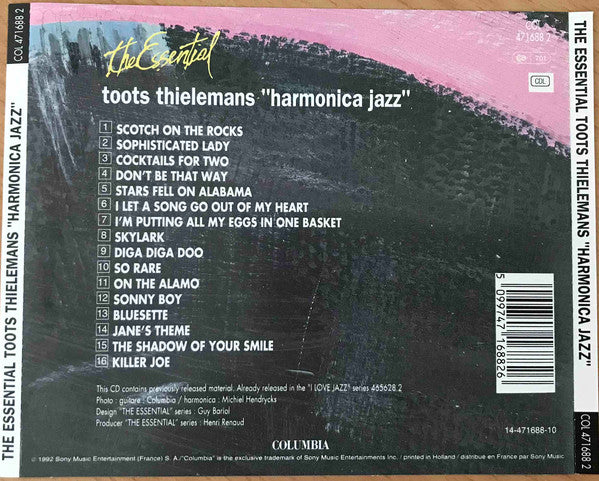 COL 471688 2
THE ESSENTIAL TOOTS THIELEMANS "HARMONICA JAZZ"
the Essential
COL
471688 2
CDL
toots thielemans "harmonica jazz"
1 SCOTCH ON THE ROCKS
2 SOPHISTICATED LADY
3 COCKTAILS FOR TWO
4 DON'T BE THAT WAY
5 STARS FELL ON ALABAMA
6 I LET A SONG GO OUT OF MY HEART
7 I'M PUTTING ALL MY EGGS IN ONE BASKET
8 SKYLARK
9 DIGA DIGA DOO
10 SO RARE
11 ON THE ALAMO
12 SONNY BOY
13 BLUESETTE
14 JANE'S THEME
15 THE SHADOW OF YOUR SMILE
16 KILLER JOE
5 099747 168826
This CD contains previously released material. Already released in the "I LOVE JAZZ" series 465628 2
Photo : guitare : Columbia / harmonica : Michiel Hendrycks
Design "THE ESSENTIAL" series : Guy Barial
Producer "THE ESSENTIAL" series : Henri Renaud
14-471688-10
COLUMBIA
© 1992 Sony Music Entertainment (France) S. A./"Columbia" is the exclusive trademark of Sony Music Entertainment Inc. / printed in Holland / distribué en France par Sony Music
THE ESSENTIAL TOOTS THIELEMANS "HARMONICA JAZZ"
COL 471688 2